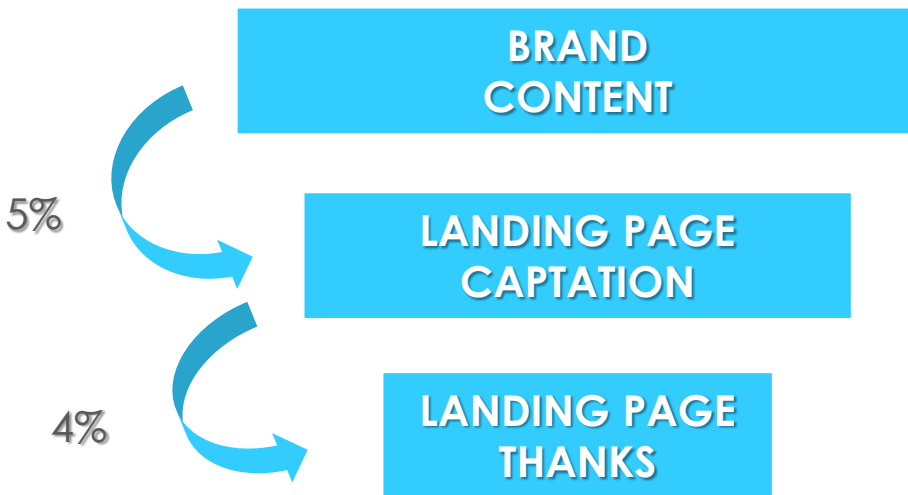 BRAND
CONTENT
5%
LANDING PAGE
CAPTATION
4%
LANDING PAGE
THANKS